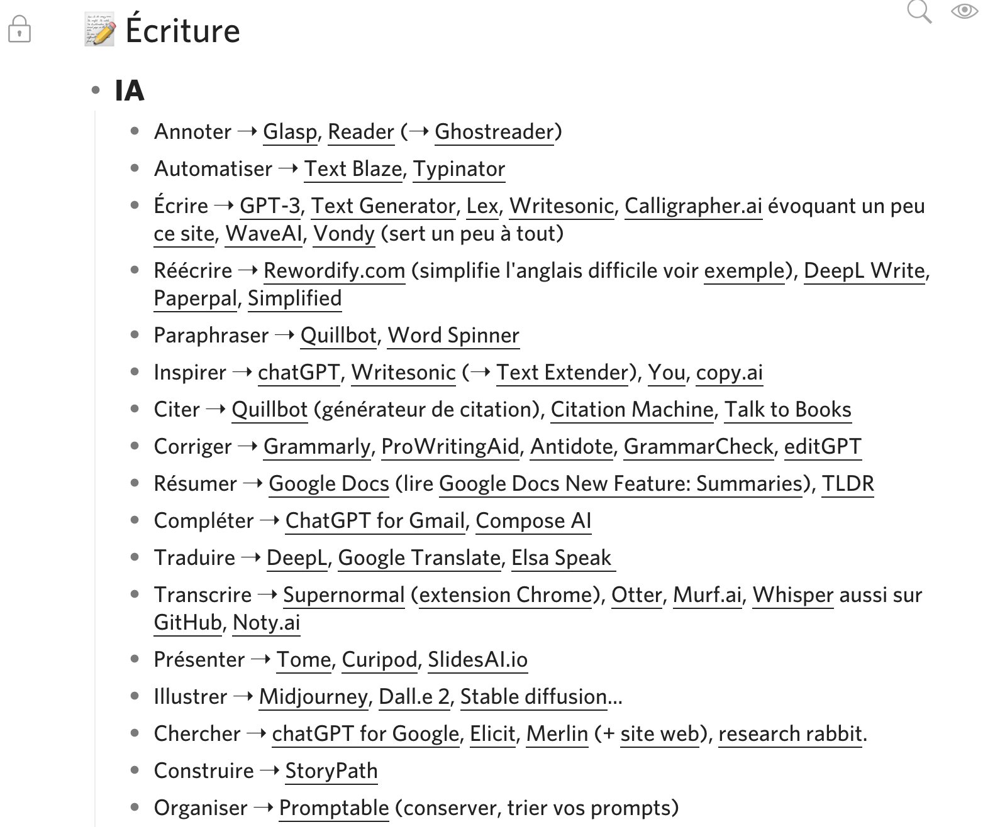 Écriture
IA
Annoter → Glasp, Reader (→ Ghostreader)
Automatiser → Text Blaze, Typinator
Écrire → GPT-3, Text Generator, Lex, Writesonic, Calligrapher.ai évoquant un peu
ce site, WaveAI, Vondy (sert un peu à tout)
Réécrire → Rewordify.com (simplifie l'anglais difficile voir exemple), DeepL Write,
Paperpal, Simplified
Paraphraser → Quillbot, Word Spinner
Inspirer → chatGPT, Writesonic (→ Text Extender), You, copy.ai
Citer → Quillbot (générateur de citation), Citation Machine, Talk to Books
Corriger → Grammarly, ProWritingAid, Antidote, GrammarCheck, editGPT
Résumer → Google Docs (lire Google Docs New Feature: Summaries), TLDR
Compléter → ChatGPT for Gmail, Compose AI
Traduire → DeepL, Google Translate, Elsa Speak
Transcrire → Supernormal (extension Chrome), Otter, Murf.ai, Whisper aussi sur
GitHub, Noty.ai
Présenter → Tome, Curipod, SlidesAI.io
Illustrer → Midjourney, Dall.e 2, Stable diffusion...
Chercher → chatGPT for Google, Elicit, Merlin (+ site web), research rabbit.
Construire → StoryPath
Organiser → Promptable (conserver, trier vos prompts)